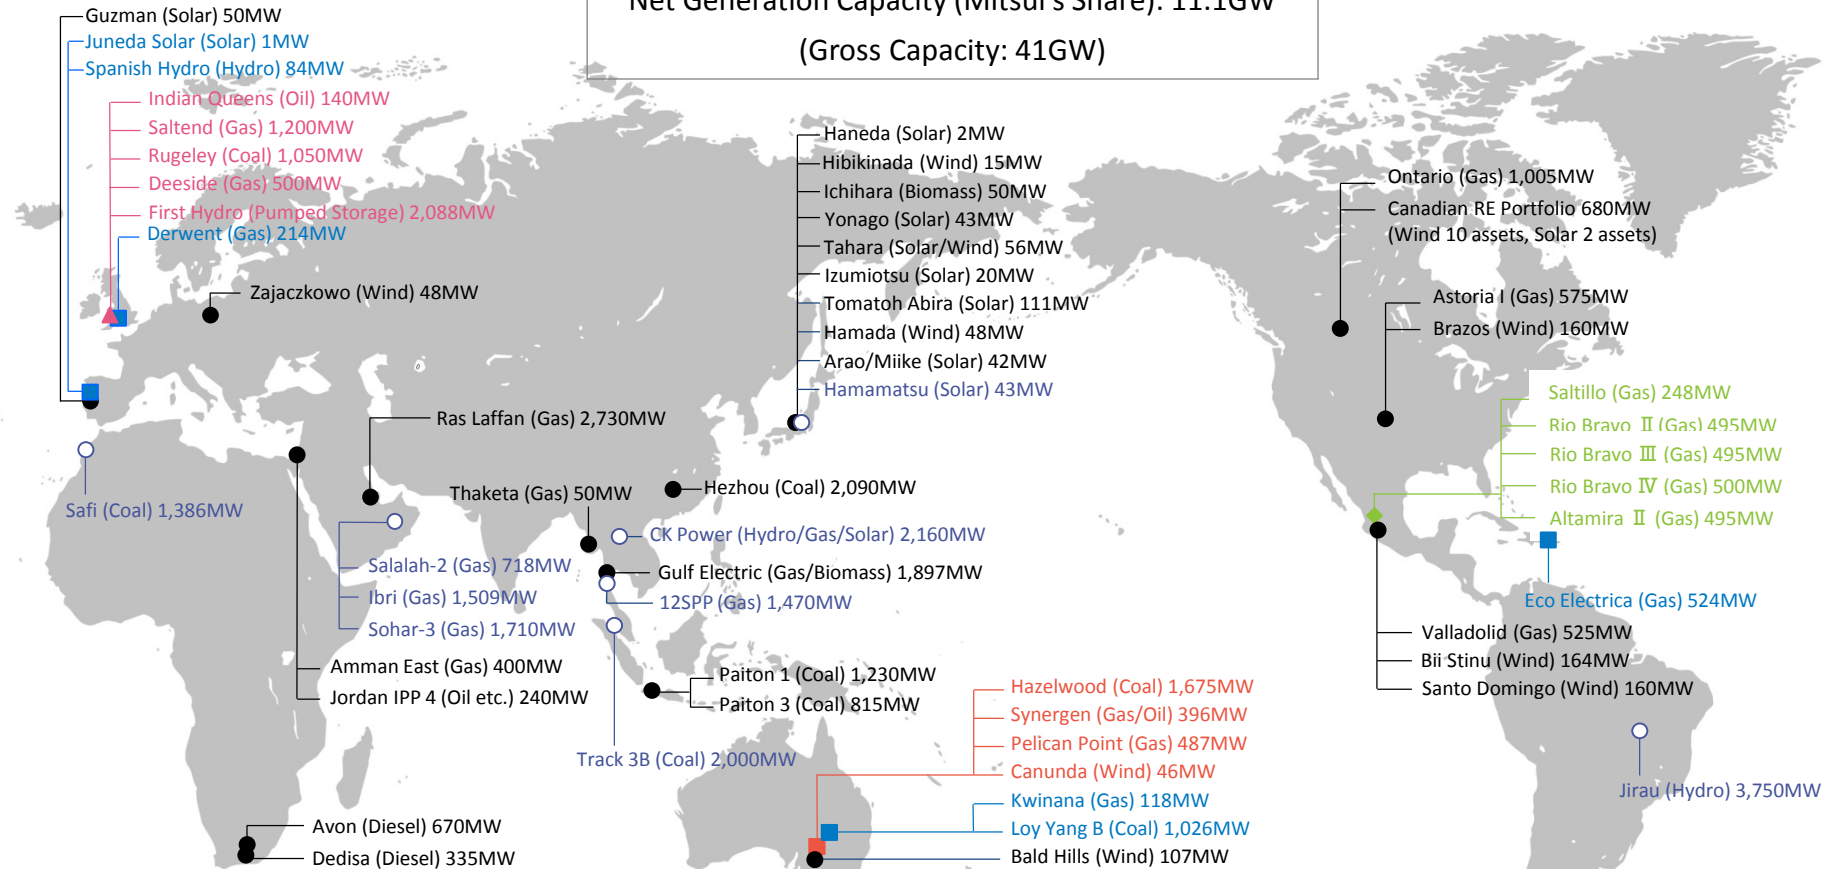 Net Generation Capacity (Mitsui's Share): 11.1GW
(Gross Capacity: 41GW)
Guzman (Solar) 50MW
Juneda Solar (Solar) 1MW
Spanish Hydro (Hydro) 84MW
Indian Queens (Oil) 140MW
Saltend (Gas) 1,200MW
Rugeley (Coal) 1,050MW
Deeside (Gas) 500MW
First Hydro (Pumped Storage) 2,088MW
Derwent (Gas) 214MW
Zajaczkowo (Wind) 48MW
Haneda (Solar) 2MW
Hibikinada (Wind) 15MW
Ichihara (Biomass) 50MW
Yonago (Solar) 43MW
Tahara (Solar/Wind) 56MW
Izumiotsu (Solar) 20MW
Tomatoh Abira (Solar) 111MW
Hamada (Wind) 48MW
Arao/Miike (Solar) 42MW
Hamamatsu (Solar) 43MW
Ontario (Gas) 1,005MW
Canadian RE Portfolio 680MW
(Wind 10 assets, Solar 2 assets)
Astoria I (Gas) 575MW
Brazos (Wind) 160MW
Saltillo (Gas) 248MW
Rio Bravo Ⅱ (Gas) 495MW
Rio Bravo Ⅲ (Gas) 495MW
Rio Bravo Ⅳ (Gas) 500MW
Altamira Ⅱ (Gas) 495MW
Ras Laffan (Gas) 2,730MW
Safi (Coal) 1,386MW
Thaketa (Gas) 50MW
Hezhou (Coal) 2,090MW
CK Power (Hydro/Gas/Solar) 2,160MW
Gulf Electric (Gas/Biomass) 1,897MW
12SPP (Gas) 1,470MW
Salalah-2 (Gas) 718MW
Ibri (Gas) 1,509MW
Sohar-3 (Gas) 1,710MW
Amman East (Gas) 400MW
Jordan IPP 4 (Oil etc.) 240MW
Paiton 1 (Coal) 1,230MW
Paiton 3 (Coal) 815MW
Track 3B (Coal) 2,000MW
Eco Electrica (Gas) 524MW
Valladolid (Gas) 525MW
Bii Stinu (Wind) 164MW
Santo Domingo (Wind) 160MW
Hazelwood (Coal) 1,675MW
Synergen (Gas/Oil) 396MW
Pelican Point (Gas) 487MW
Canunda (Wind) 46MW
Kwinana (Gas) 118MW
Loy Yang B (Coal) 1,026MW
Bald Hills (Wind) 107MW
Jirau (Hydro) 3,750MW
Avon (Diesel) 670MW
Dedisa (Diesel) 335MW